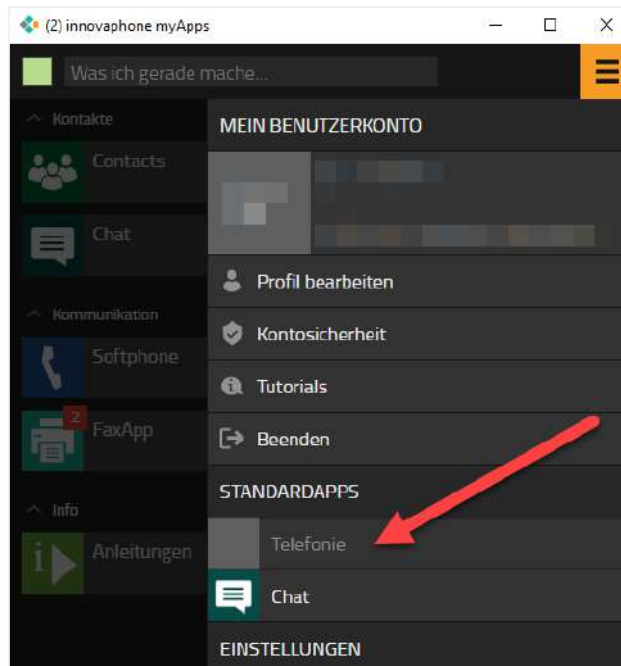 (2) innovaphone myApps
Was ich gerade mache...
Kontakte
Contacts
Chat
Kommunikation
Softphone
2
FaxApp
Info
Anleitungen
MEIN BENUTZERKONTO
Profil bearbeiten
Kontosicherheit
Tutorials
Beenden
STANDARDAPPS
Telefonie
Chat
EINSTELLUNGEN